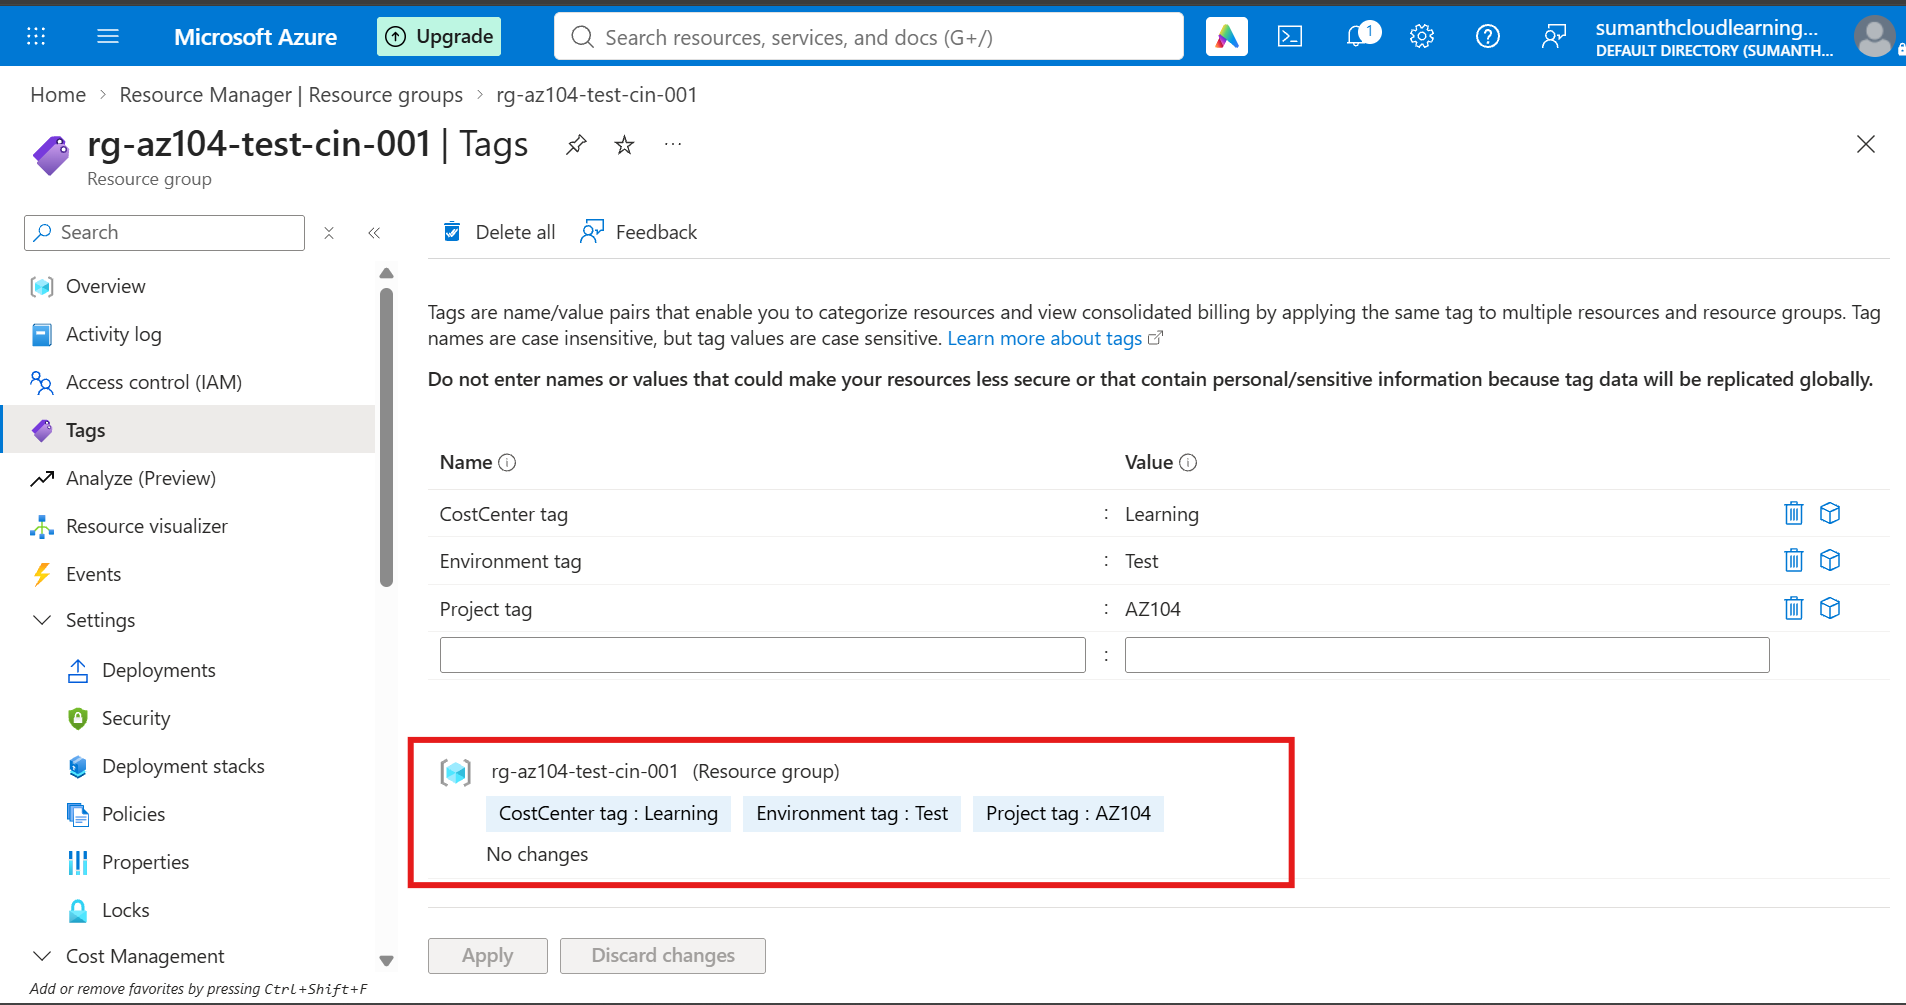 Microsoft Azure
Upgrade
Search resources, services, and docs (G+/)
1
sumanthcloudlearning...
DEFAULT DIRECTORY (SUMANTH...
Home > Resource Manager | Resource groups > rg-az104-test-cin-001
rg-az104-test-cin-001 | Tags
Resource group
Search
Overview
Activity log
Access control (IAM)
Tags
Analyze (Preview)
Resource visualizer
Events
Settings
Deployments
Security
Deployment stacks
Policies
Properties
Locks
Cost Management
Add or remove favorites by pressing Ctrl+Shift+F
Delete all
Feedback
Tags are name/value pairs that enable you to categorize resources and view consolidated billing by applying the same tag to multiple resources and resource groups. Tag
names are case insensitive, but tag values are case sensitive. Learn more about tags
Do not enter names or values that could make your resources less secure or that contain personal/sensitive information because tag data will be replicated globally.
Name Value
CostCenter tag : Learning
Environment tag : Test
Project tag : AZ104
:
rg-az104-test-cin-001 (Resource group)
CostCenter tag : Learning Environment tag : Test Project tag : AZ104
No changes
Apply Discard changes